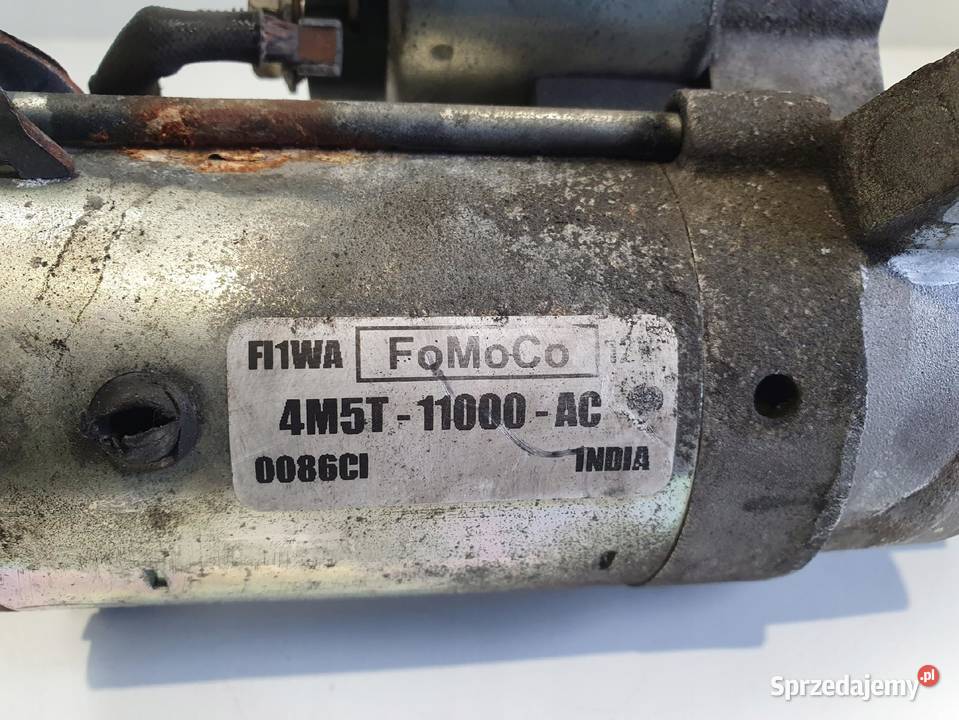 FI1WA FoMoCo
4M5T-11000-AC
0086CI INDIA
Sprzedajemy.pl